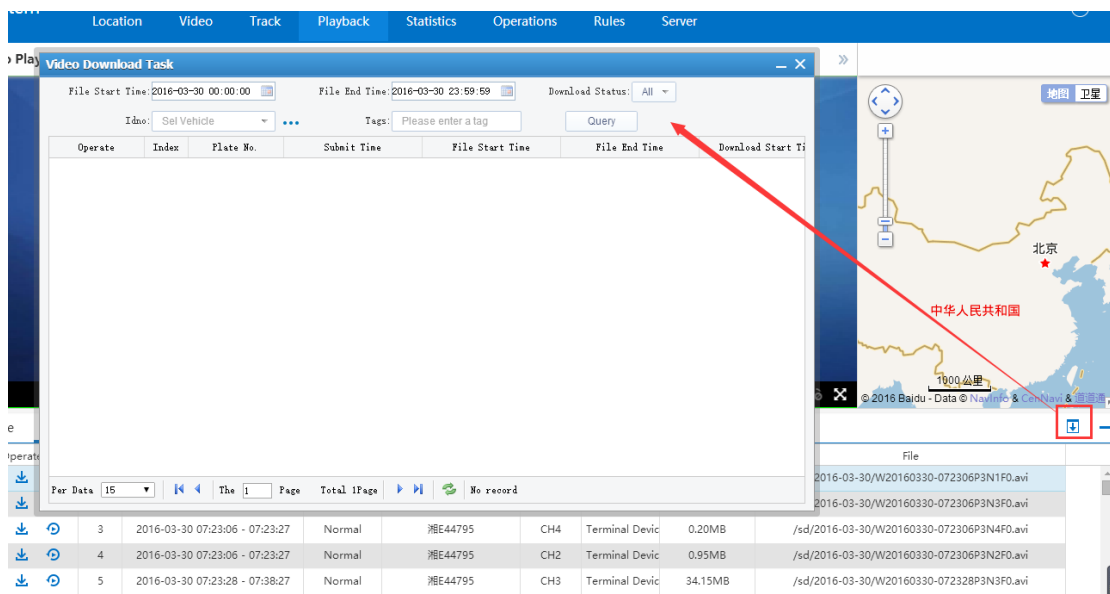 Location Video Track Playback Statistics Operations Rules Server
Video Download Task
File Start Time: 2016-03-30 00:00:00 File End Time: 2016-03-30 23:59:59 Download Status: All
Idno: Sel Vehicle Tags: Please enter a tag Query
Operate Index Plate No. Submit Time File Start Time File End Time Download Start Ti
地图 卫星
北京
中华人民共和国
1000 公里
© 2016 Baidu - Data © NavInfo & CenNavi & 道道通
File
2016-03-30/W20160330-072306P3N1F0.avi
Per Data 15 The 1 Page Total 1Page No record
2016-03-30/W20160330-072306P3N3F0.avi
3 2016-03-30 07:23:06 - 07:23:27 Normal 湘E44795 CH4 Terminal Devic 0.20MB /sd/2016-03-30/W20160330-072306P3N4F0.avi
4 2016-03-30 07:23:06 - 07:23:27 Normal 湘E44795 CH2 Terminal Devic 0.95MB /sd/2016-03-30/W20160330-072306P3N2F0.avi
5 2016-03-30 07:23:28 - 07:38:27 Normal 湘E44795 CH3 Terminal Devic 34.15MB /sd/2016-03-30/W20160330-072328P3N3F0.avi